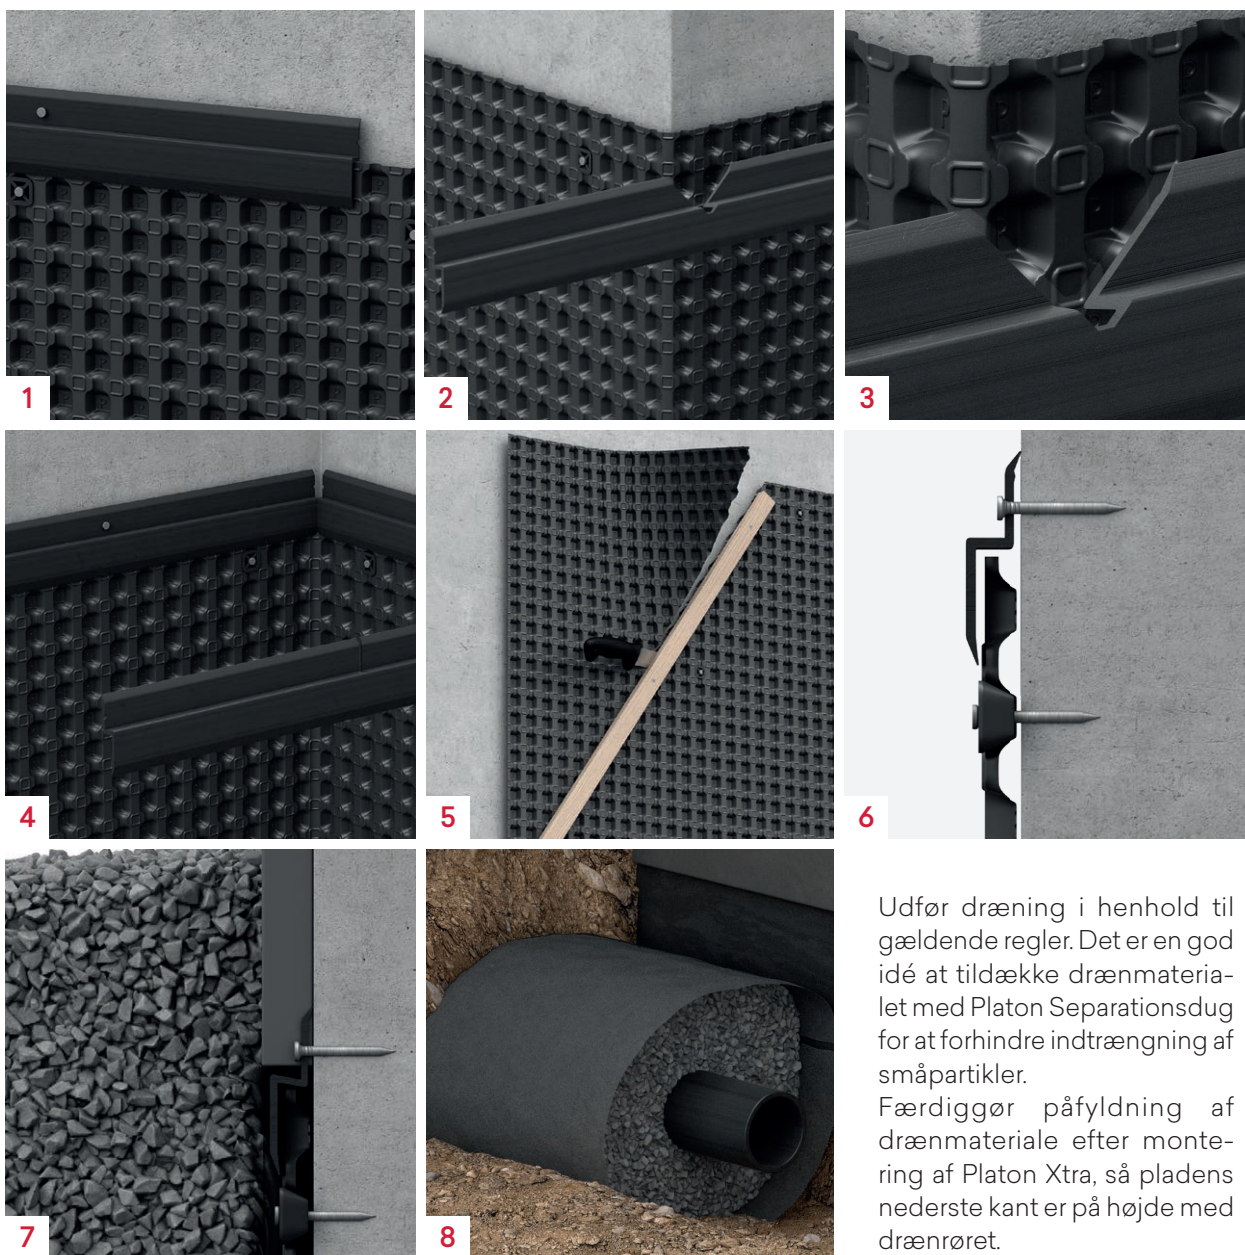 1
2
3
4
5
6
7
8
Udfør dræning i henhold til
gældende regler. Det er en god
idé at tildække drænmateria-
let med Platon Separationsdug
for at forhindre indtrængning af
småpartikler.
Færdiggør påfyldning af
drænmateriale efter monte-
ring af Platon Xtra, så pladens
nederste kant er på højde med
drænrøret.